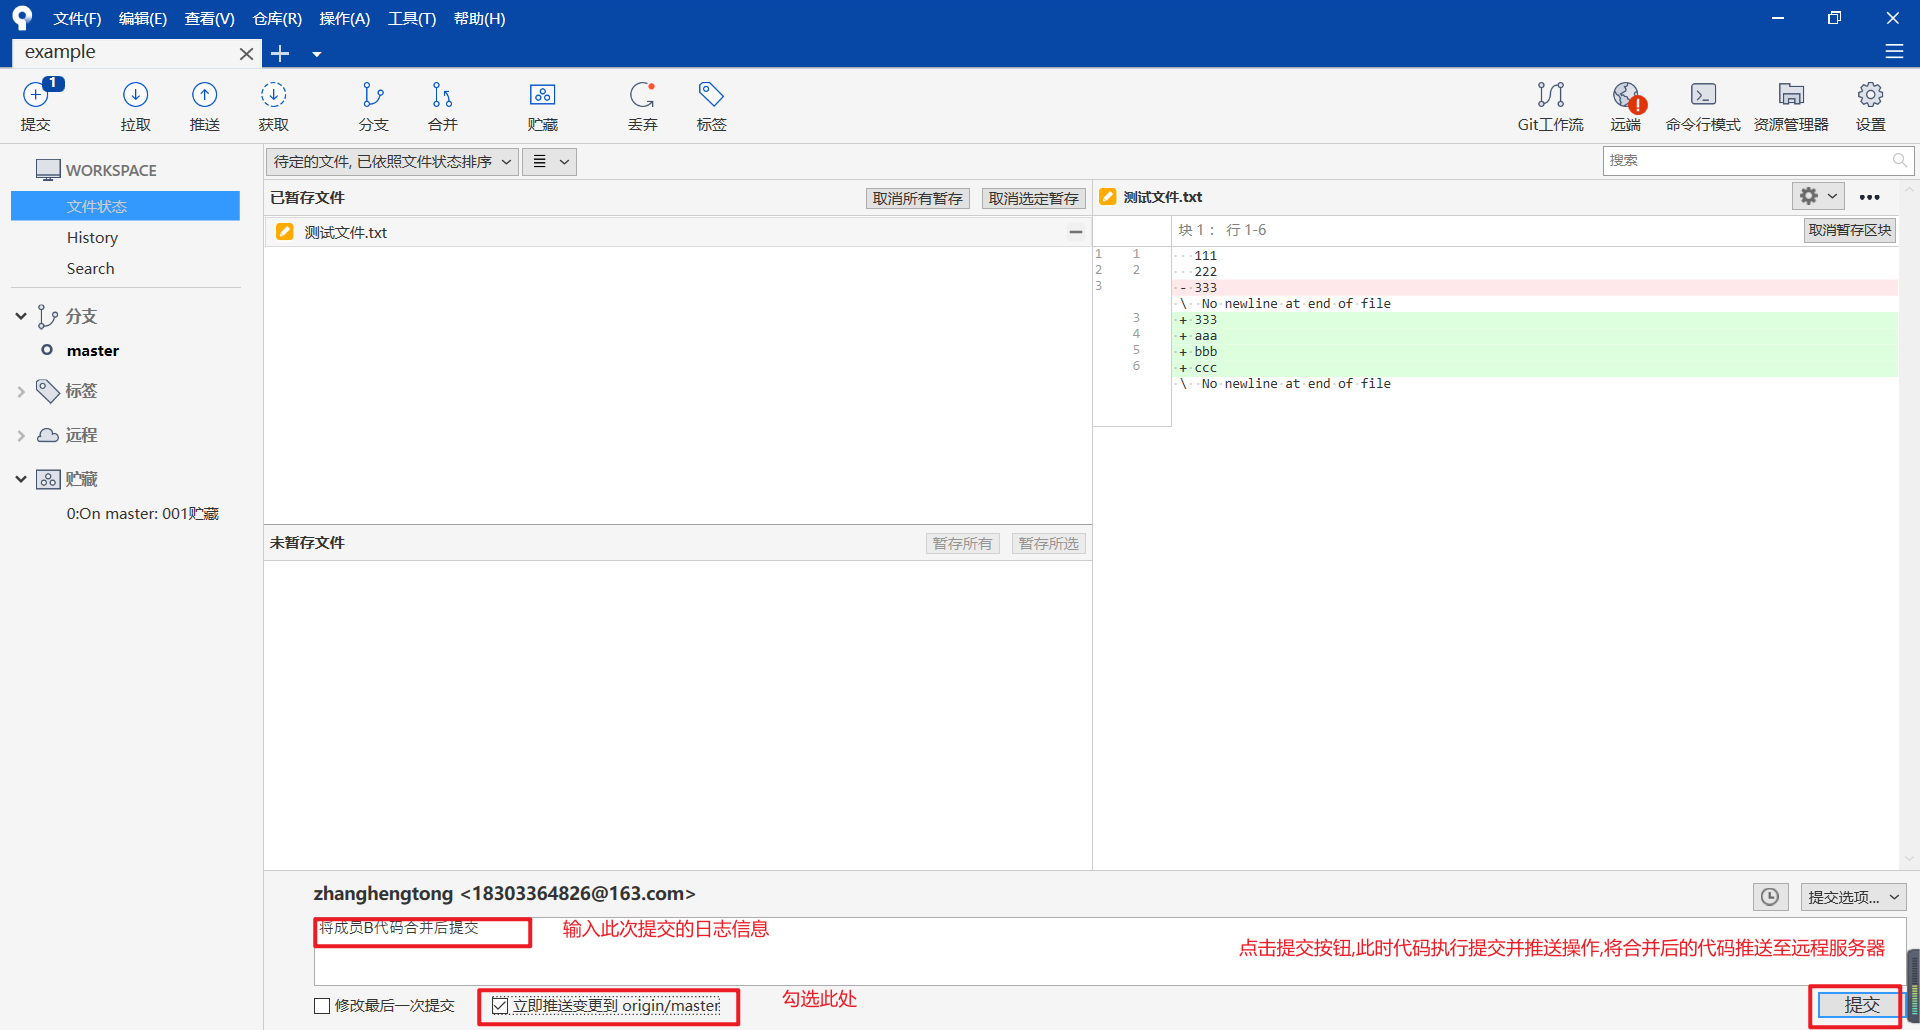 文件(F) 编辑(E) 查看(V) 仓库(R) 操作(A) 工具(T) 帮助(H)
example
1
提交 拉取 推送 获取 分支 合并 贮藏 丢弃 标签 Git工作流 远端 命令行模式 资源管理器 设置
WORKSPACE
文件状态
History
Search
分支
master
标签
远程
贮藏
0:On master: 001贮藏
待定的文件, 已依照文件状态排序
搜索
已暂存文件 取消所有暂存 取消选定暂存
测试文件.txt
未暂存文件 暂存所有 暂存所选
测试文件.txt
块 1： 行 1-6 取消暂存区块
1 1 111
2 2 222
3 - 333
\ No newline at end of file
3 + 333
4 + aaa
5 + bbb
6 + ccc
\ No newline at end of file
zhanghengtong <18303364826@163.com>
提交选项...
将成员B代码合并后提交 输入此次提交的日志信息
点击提交按钮,此时代码执行提交并推送操作,将合并后的代码推送至远程服务器
修改最后一次提交 立即推送变更到 origin/master 勾选此处
提交